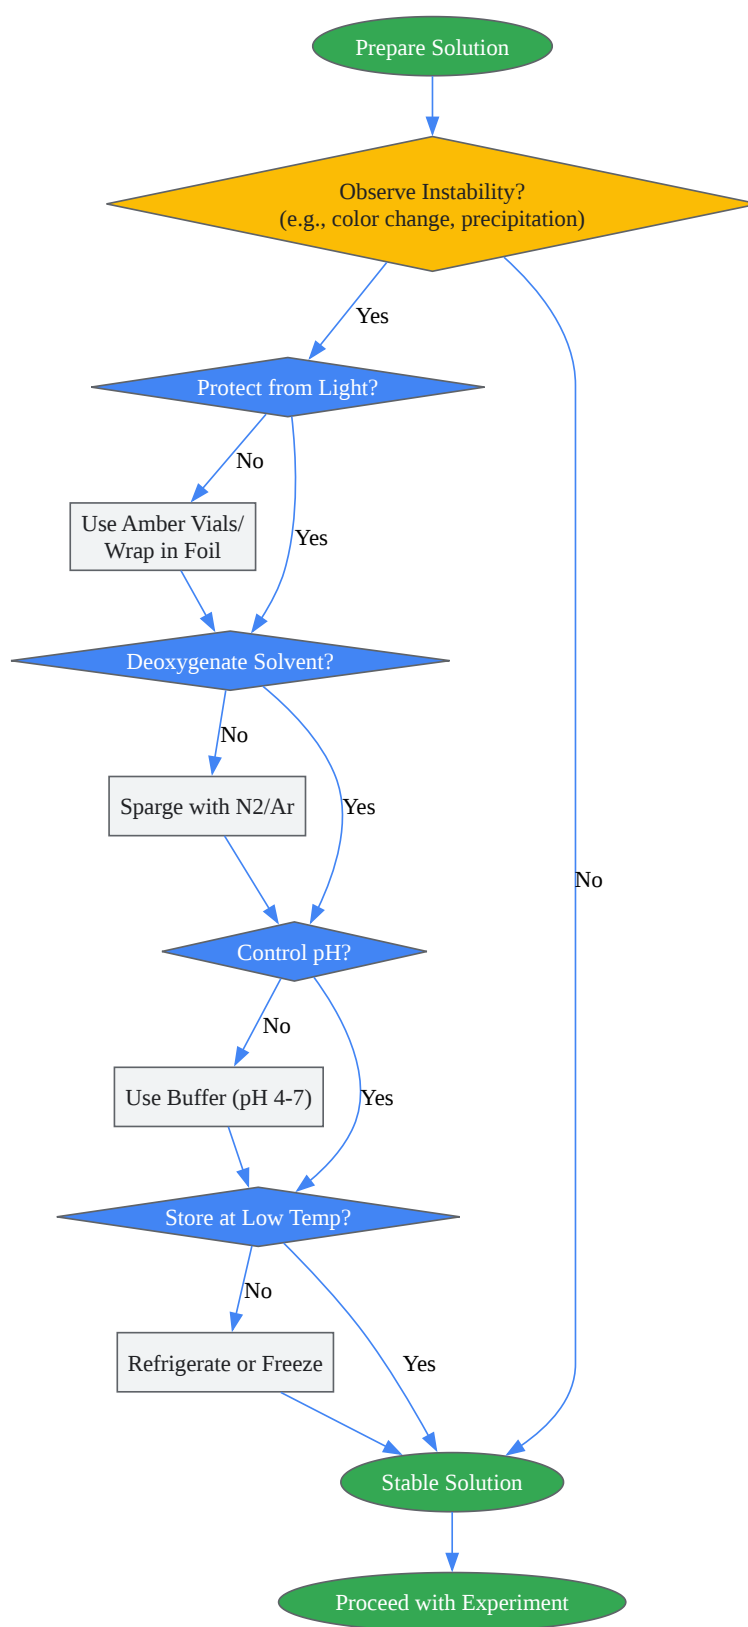 Prepare Solution
Observe Instability?
(e.g., color change, precipitation)
Yes
Protect from Light?
No
Use Amber Vials/
Wrap in Foil
Yes
Deoxygenate Solvent?
No
Sparge with N2/Ar
Yes
No
Control pH?
No
Use Buffer (pH 4-7)
Yes
Store at Low Temp?
No
Refrigerate or Freeze
Yes
Stable Solution
Proceed with Experiment